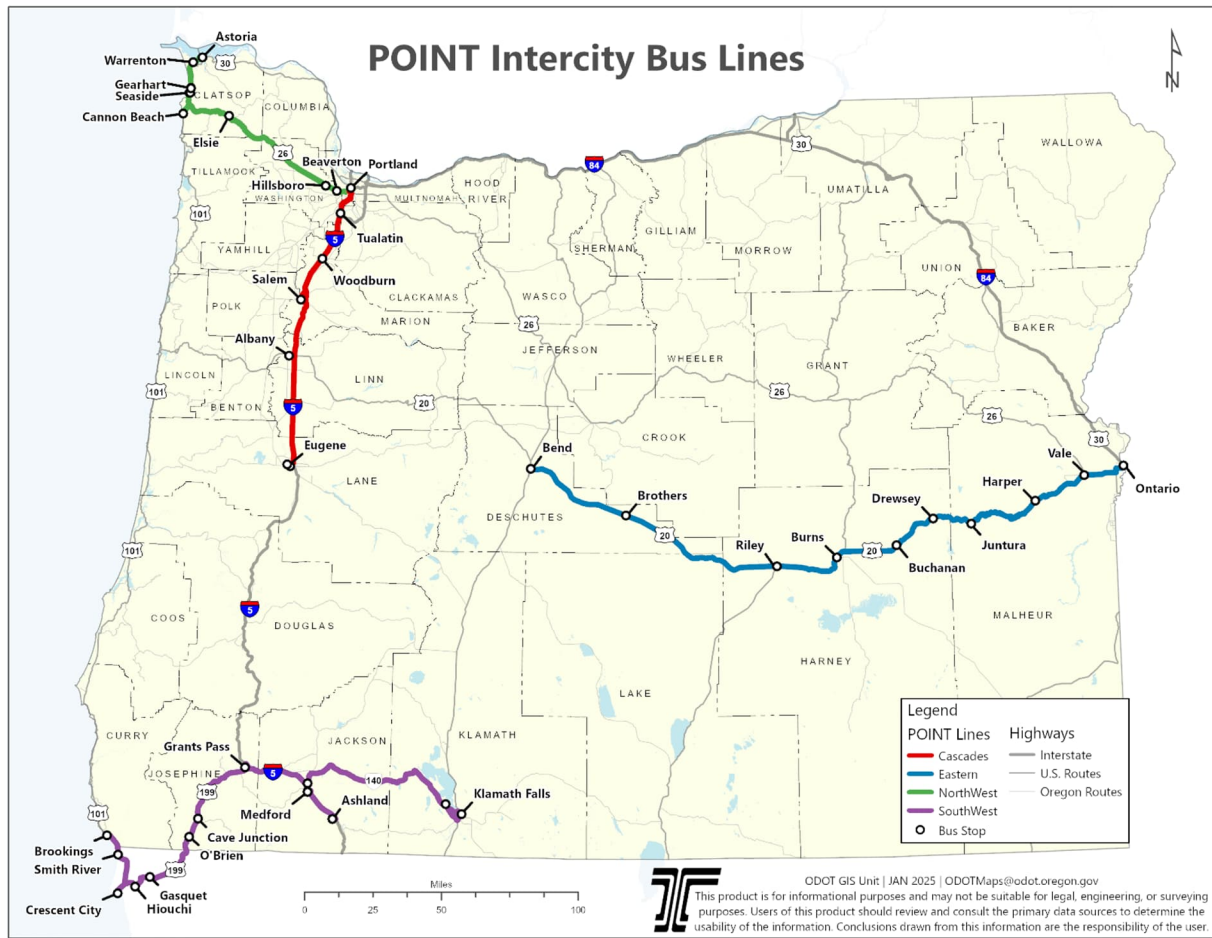 POINT Intercity Bus Lines
N
Astoria
Warrenton
30
Gearhart
Seaside
CLATSOP
COLUMBIA
Cannon Beach
Elsie
26
Beaverton
Portland
TILLAMOOK
Hillsboro
WASHINGTON
MULTNOMAH
HOOD
RIVER
84
30
WALLOWA
UMATILLA
101
Tualatin
5
YAMHILL
GILLIAM
SHERMAN
MORROW
UNION
84
Woodburn
Salem
CLACKAMAS
WASCO
POLK
MARION
26
BAKER
Albany
JEFFERSON
WHEELER
GRANT
LINCOLN
LINN
101
BENTON
5
20
26
26
30
Eugene
CROOK
Bend
Vale
LANE
Harper
Ontario
Brothers
Drewsey
DESCHUTES
20
Riley
Burns
20
Juntura
Buchanan
101
5
COOS
DOUGLAS
MALHEUR
HARNEY
LAKE
CURRY
Grants Pass
JACKSON
KLAMATH
JOSEPHINE
5
140
199
Medford
Ashland
Klamath Falls
101
Cave Junction
Brookings
O'Brien
Smith River
199
Gasquet
Crescent City
Hiouchi
Legend
POINT Lines
Highways
Cascades
Interstate
Eastern
U.S. Routes
NorthWest
Oregon Routes
SouthWest
Bus Stop
Miles
0
25
50
100
ODOT GIS Unit | JAN 2025 | ODOTMaps@odot.oregon.gov
This product is for informational purposes and may not be suitable for legal, engineering, or surveying
purposes. Users of this product should review and consult the primary data sources to determine the
usability of the information. Conclusions drawn from this information are the responsibility of the user.